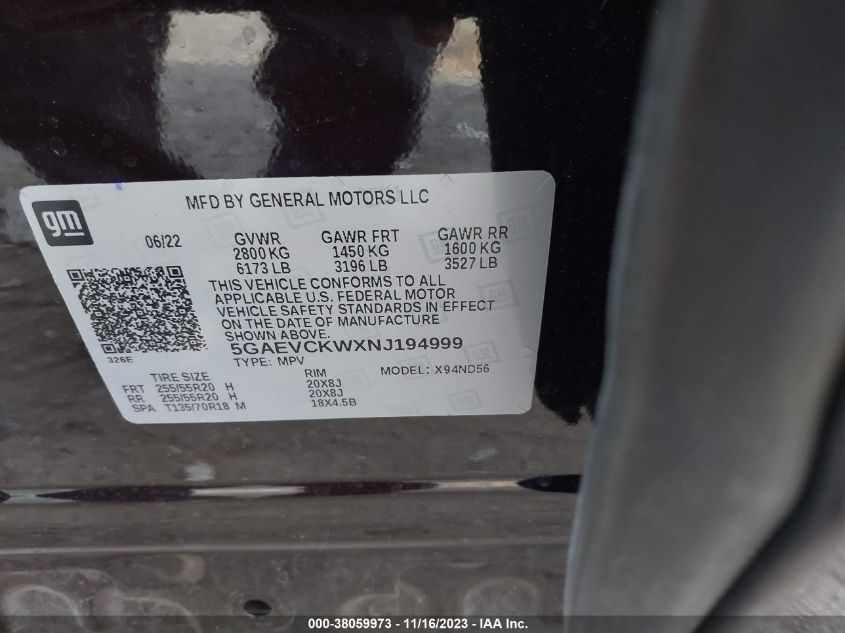 MFD BY GENERAL MOTORS LLC
gm
06/22 GVWR GAWR FRT GAWR RR
2800 KG 1450 KG 1600 KG
6173 LB 3196 LB 3527 LB
THIS VEHICLE CONFORMS TO ALL
APPLICABLE U.S. FEDERAL MOTOR
VEHICLE SAFETY STANDARDS IN EFFECT
ON THE DATE OF MANUFACTURE
SHOWN ABOVE.
326E
5GAEVCKWXNJ194999
TYPE: MPV MODEL: X94ND56
TIRE SIZE RIM
FRT 255/55R20 H 20X8J
RR 255/55R20 H 20X8J
SPA T135/70R18 M 18X4.5B
000-38059973 - 11/16/2023 - IAA Inc.